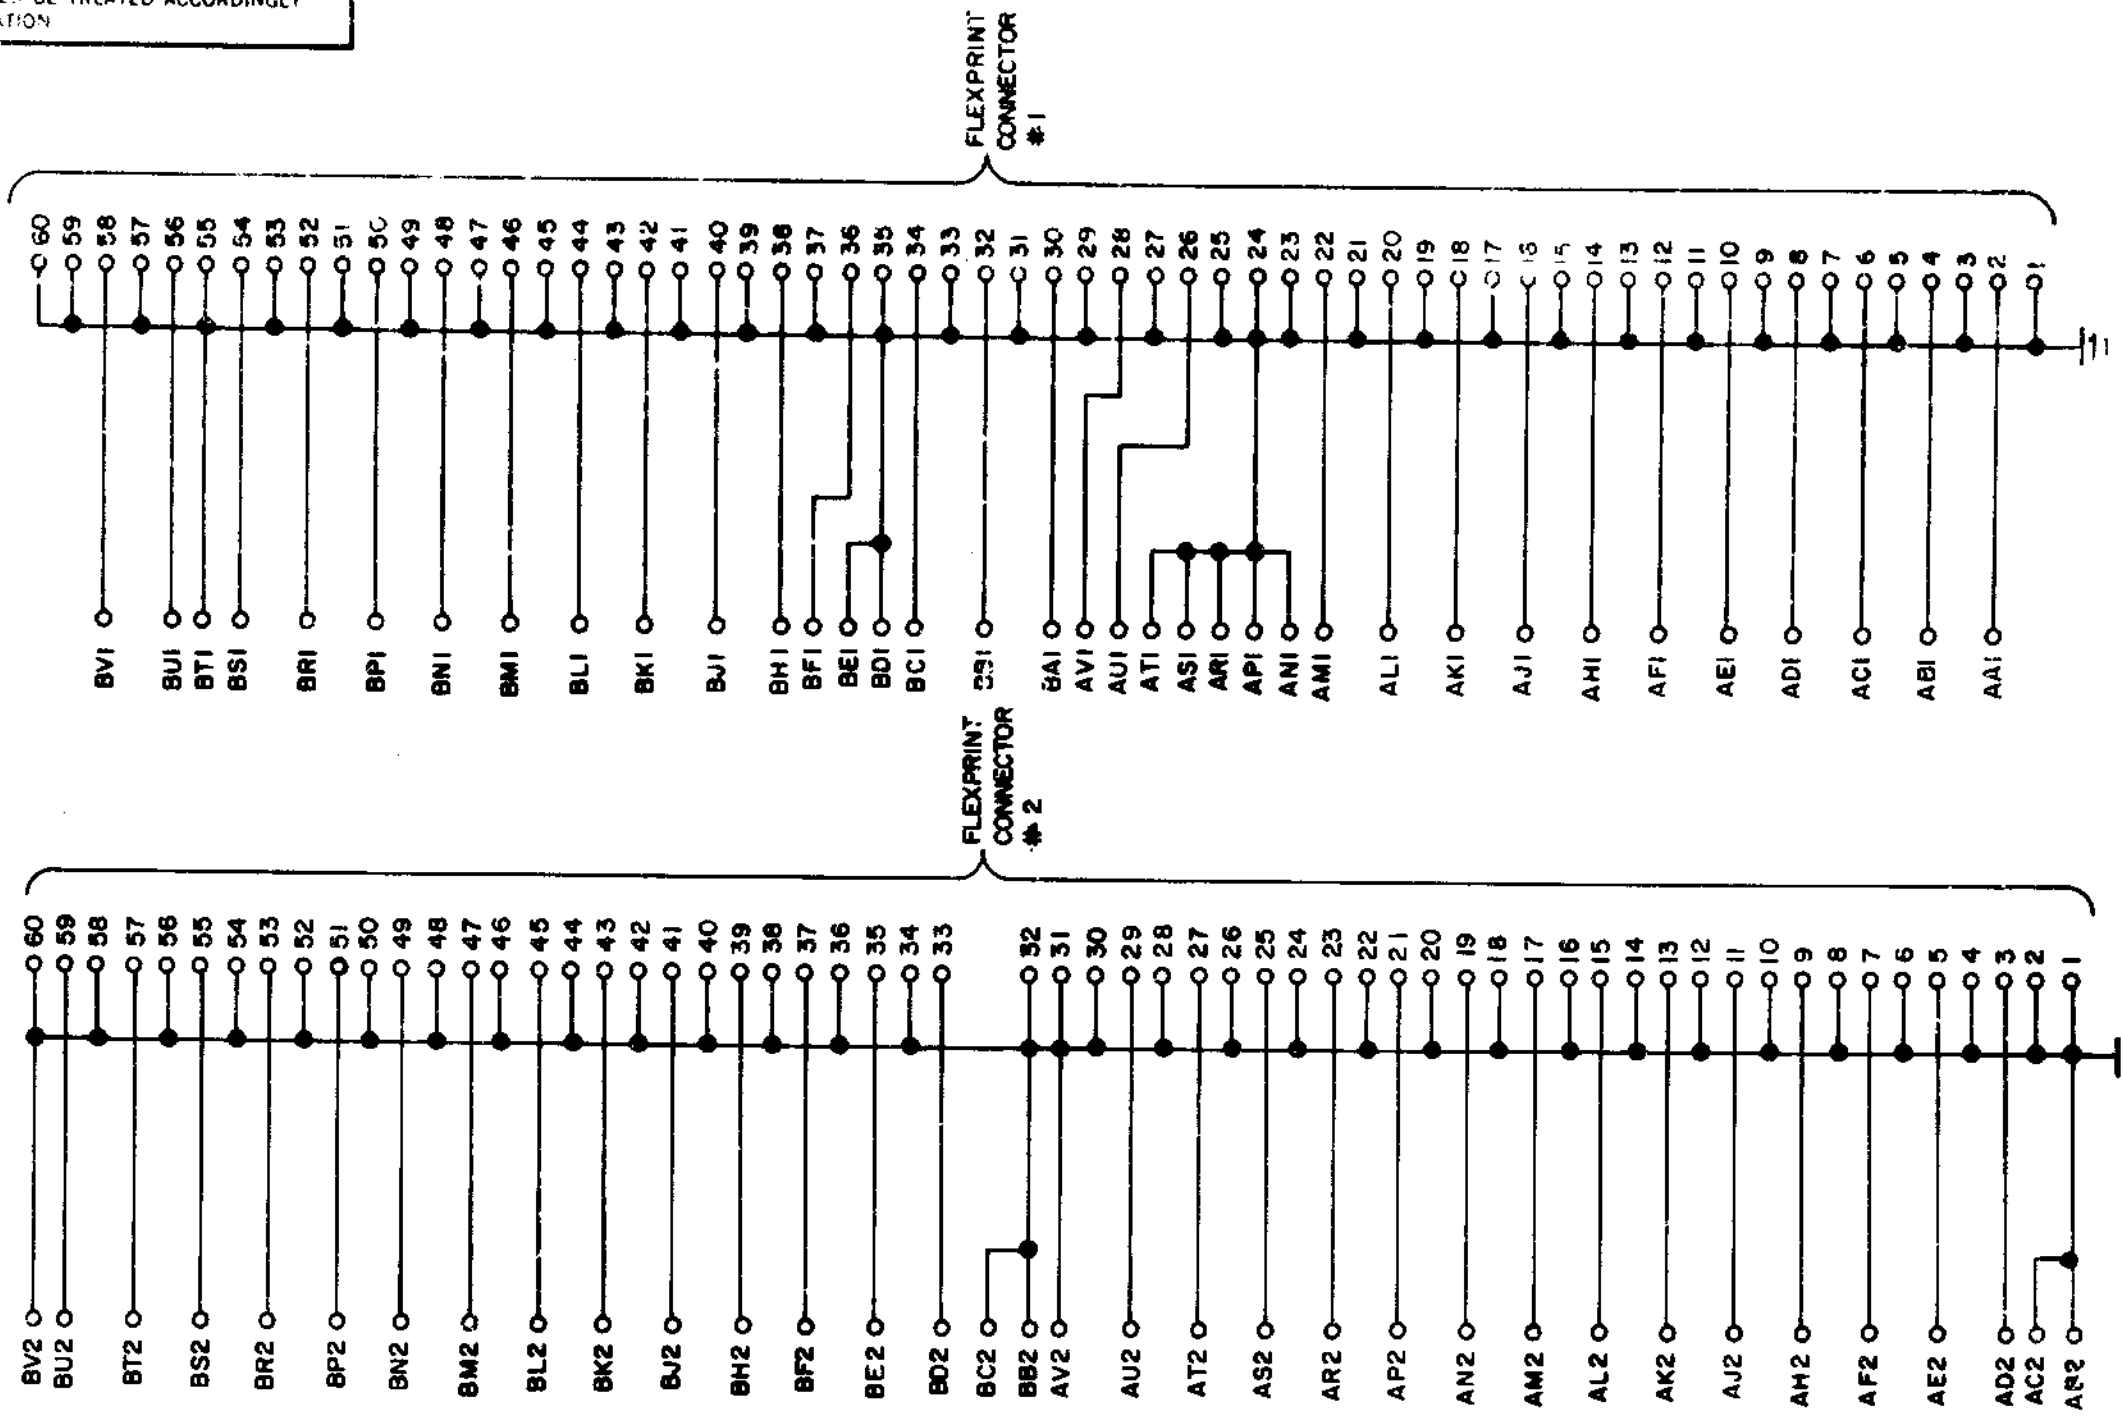 BE TREATED ACCORDINGLY
FLEXPRINT
CONNECTOR
#1
60 59 58 57 56 55 54 53 52 51 50 49 48 47 46 45 44 43 42 41 40 39 38 37 36 35 34 33 32 31 30 29 28 27 26 25 24 23 22 21 20 19 18 17 16 15 14 13 12 11 10 9 8 7 6 5 4 3 2 1
BV1 BU1 BT1 BS1 BR1 BP1 BN1 BM1 BL1 BK1 BJ1 BH1 BF1 BE1 BD1 BC1 BB1 BA1 AV1 AU1 AT1 AS1 AR1 AP1 AN1 AM1 AL1 AK1 AJ1 AH1 AF1 AE1 AD1 AC1 AB1 AA1
FLEXPRINT
CONNECTOR
#2
60 59 58 57 56 55 54 53 52 51 50 49 48 47 46 45 44 43 42 41 40 39 38 37 36 35 34 33 32 31 30 29 28 27 26 25 24 23 22 21 20 19 18 17 16 15 14 13 12 11 10 9 8 7 6 5 4 3 2 1
BV2 BU2 BT2 BS2 BR2 BP2 BN2 BM2 BL2 BK2 BJ2 BH2 BF2 BE2 BD2 BC2 BB2 AV2 AU2 AT2 AS2 AR2 AP2 AN2 AM2 AL2 AK2 AJ2 AH2 AF2 AE2 AD2 AC2 AB2